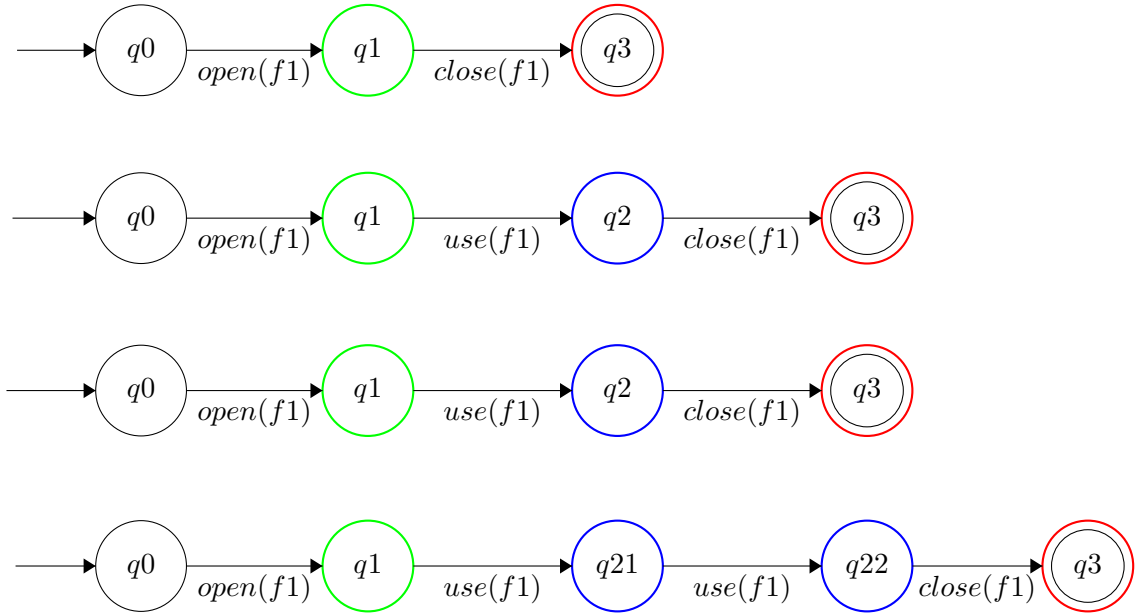 q0 q1 q3
open(f1) close(f1)
q0 q1 q2 q3
open(f1) use(f1) close(f1)
q0 q1 q2 q3
open(f1) use(f1) close(f1)
q0 q1 q21 q22 q3
open(f1) use(f1) use(f1) close(f1)